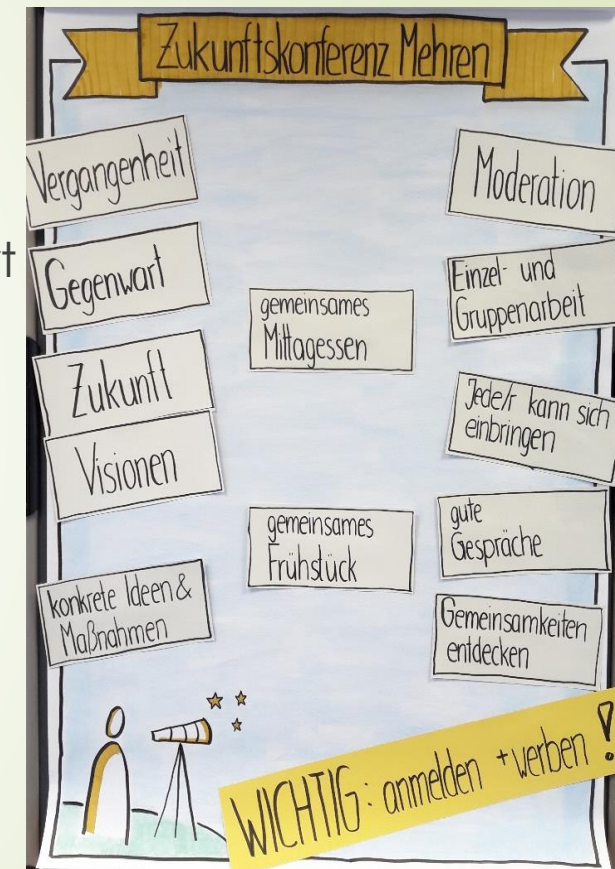 Zukunftskonferenz Mehren
Vergangenheit
Gegenwart
Zukunft
Visionen
konkrete Ideen &
Maßnahmen
gemeinsames
Mittagessen
gemeinsames
Frühstück
Moderation
Einzel- und
Gruppenarbeit
Jede/r kann sich
einbringen
gute
Gespräche
Gemeinsamkeiten
entdecken
WICHTIG: anmelden + werben !